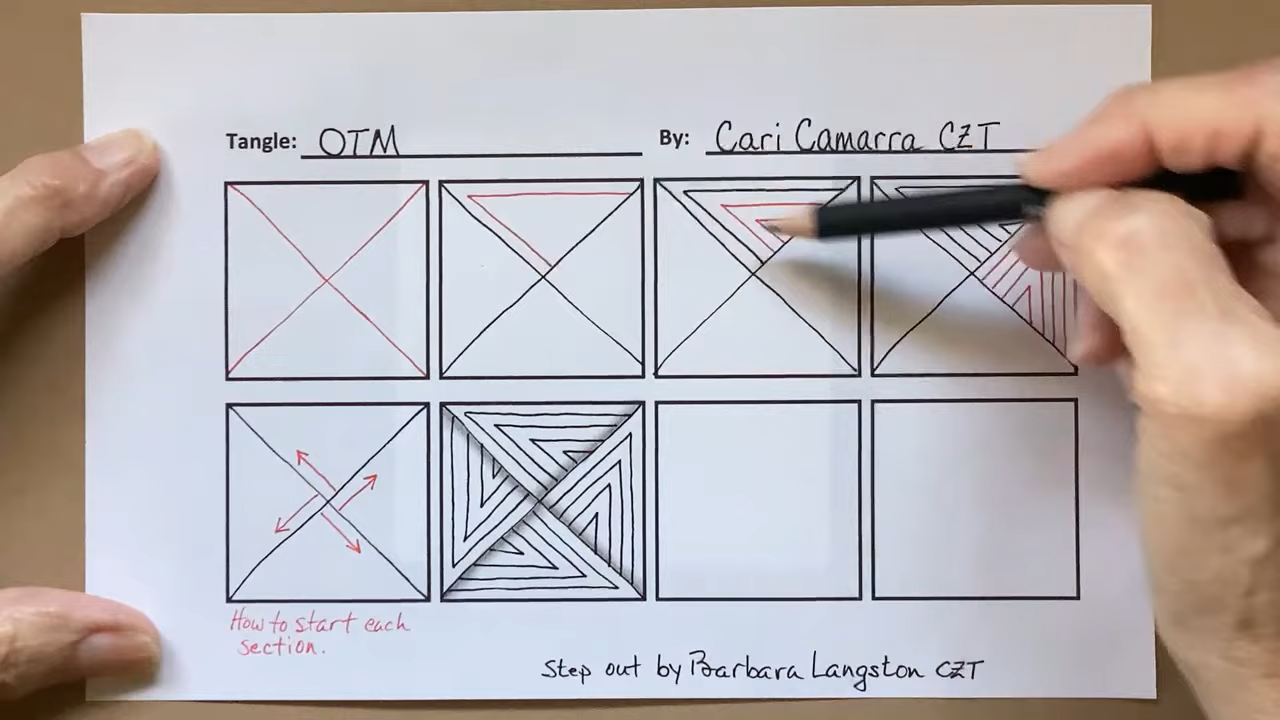 Tangle: OTM By: Cari Camarra CZT
How to start each
section.
Step out by Barbara Langston CZT